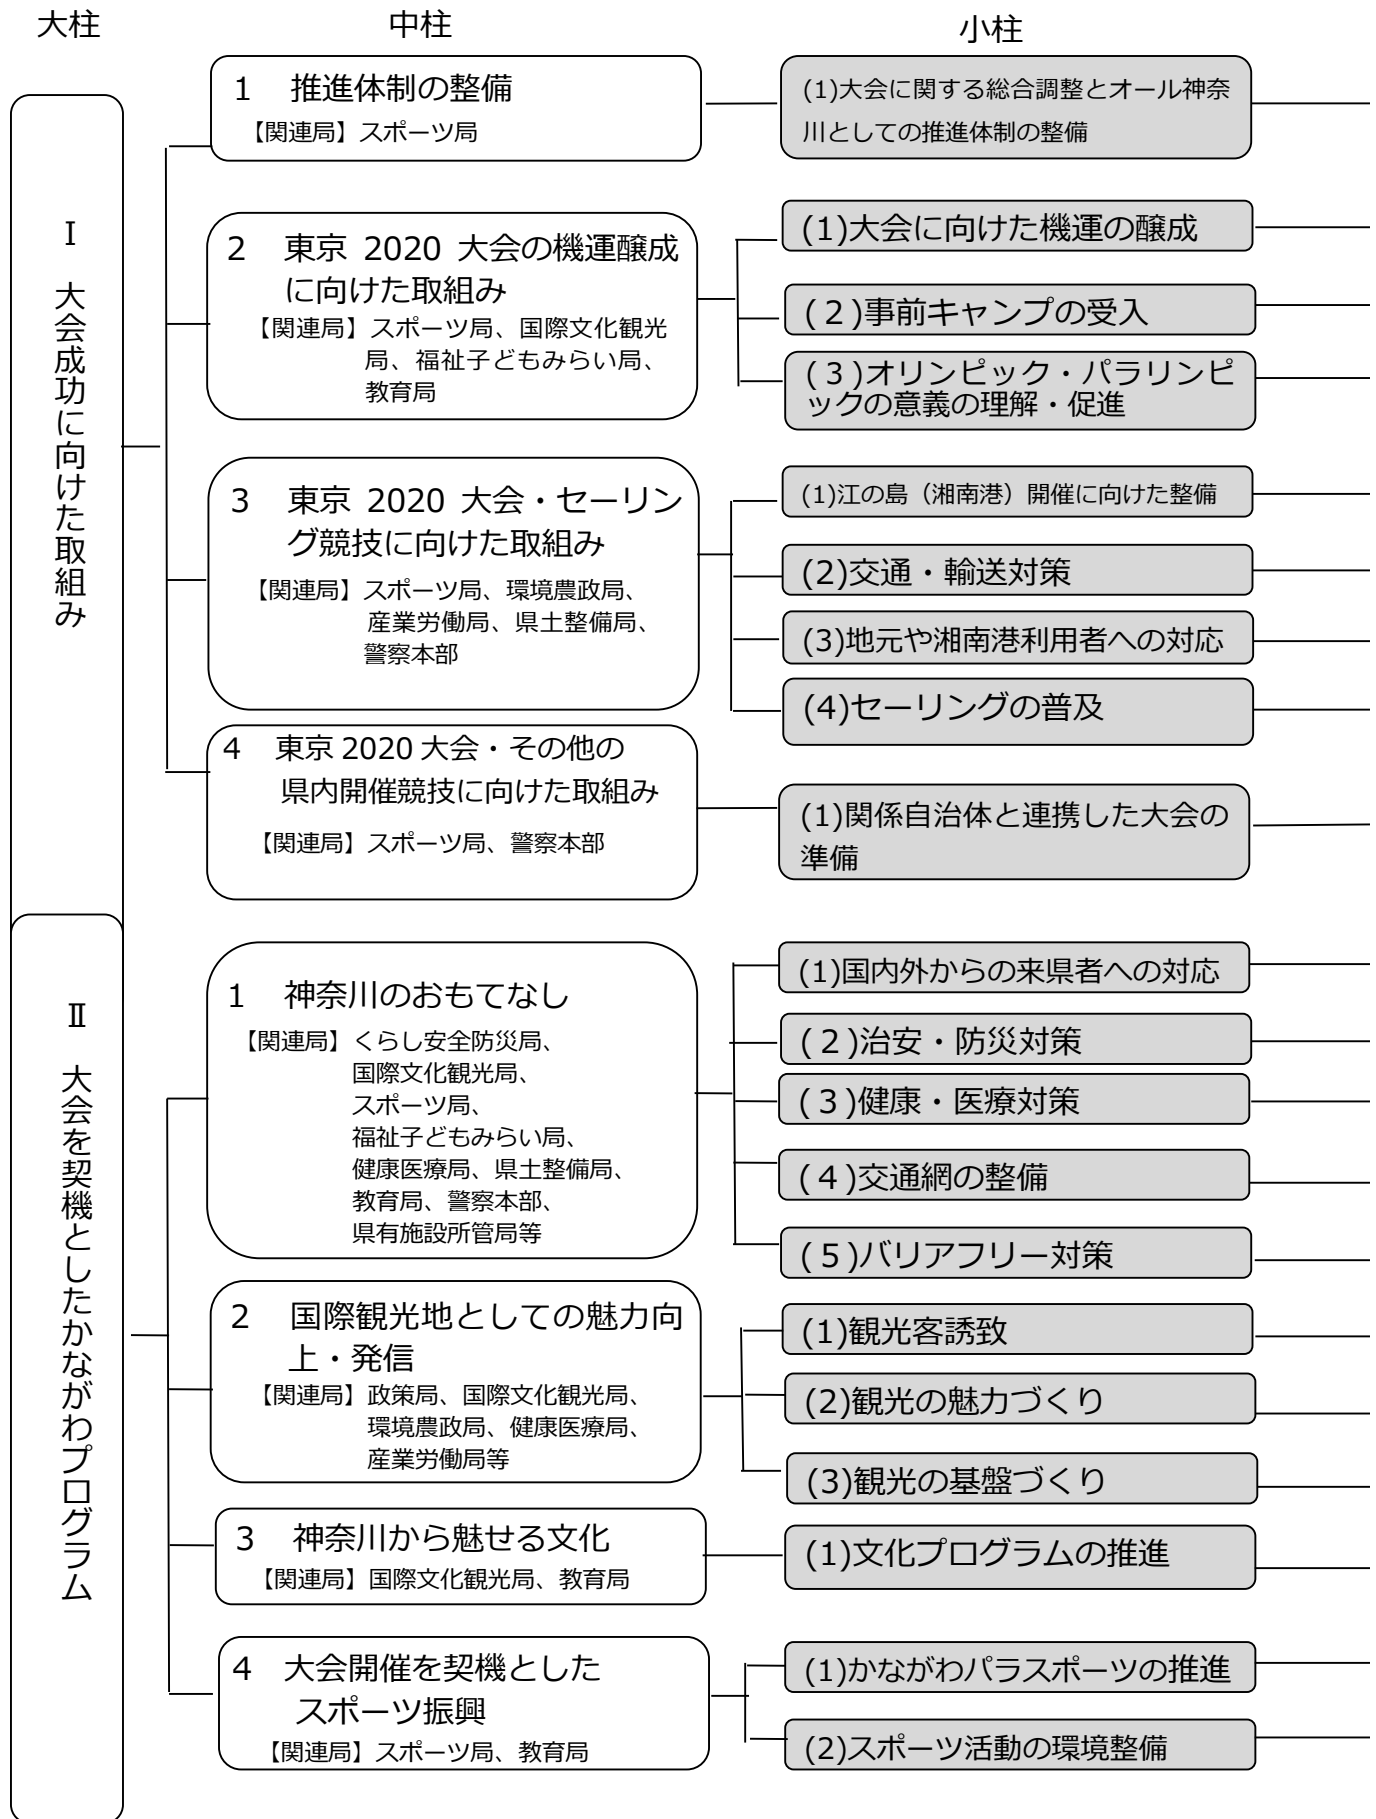 大柱
中柱
小柱
Ⅰ 大会成功に向けた取組み
1 推進体制の整備
【関連局】スポーツ局
(1)大会に関する総合調整とオール神奈
川としての推進体制の整備
2 東京 2020 大会の機運醸成
に向けた取組み
【関連局】スポーツ局、国際文化観光
局、福祉子どもみらい局、
教育局
(1)大会に向けた機運の醸成
(２)事前キャンプの受入
(３)オリンピック・パラリンピ
ックの意義の理解・促進
3 東京 2020 大会・セーリン
グ競技に向けた取組み
【関連局】スポーツ局、環境農政局、
産業労働局、県土整備局、
警察本部
(1)江の島（湘南港）開催に向けた整備
(2)交通・輸送対策
(3)地元や湘南港利用者への対応
(4)セーリングの普及
4 東京 2020 大会・その他の
県内開催競技に向けた取組み
【関連局】スポーツ局、警察本部
(1)関係自治体と連携した大会の
準備
Ⅱ 大会を契機としたかながわプログラム
1 神奈川のおもてなし
【関連局】くらし安全防災局、
国際文化観光局、
スポーツ局、
福祉子どもみらい局、
健康医療局、県土整備局、
教育局、警察本部、
県有施設所管局等
(1)国内外からの来県者への対応
(２)治安・防災対策
(３)健康・医療対策
(４)交通網の整備
(５)バリアフリー対策
2 国際観光地としての魅力向
上・発信
【関連局】政策局、国際文化観光局、
環境農政局、健康医療局、
産業労働局等
(1)観光客誘致
(2)観光の魅力づくり
(3)観光の基盤づくり
3 神奈川から魅せる文化
【関連局】国際文化観光局、教育局
(1)文化プログラムの推進
4 大会開催を契機とした
スポーツ振興
【関連局】スポーツ局、教育局
(1)かながわパラスポーツの推進
(2)スポーツ活動の環境整備